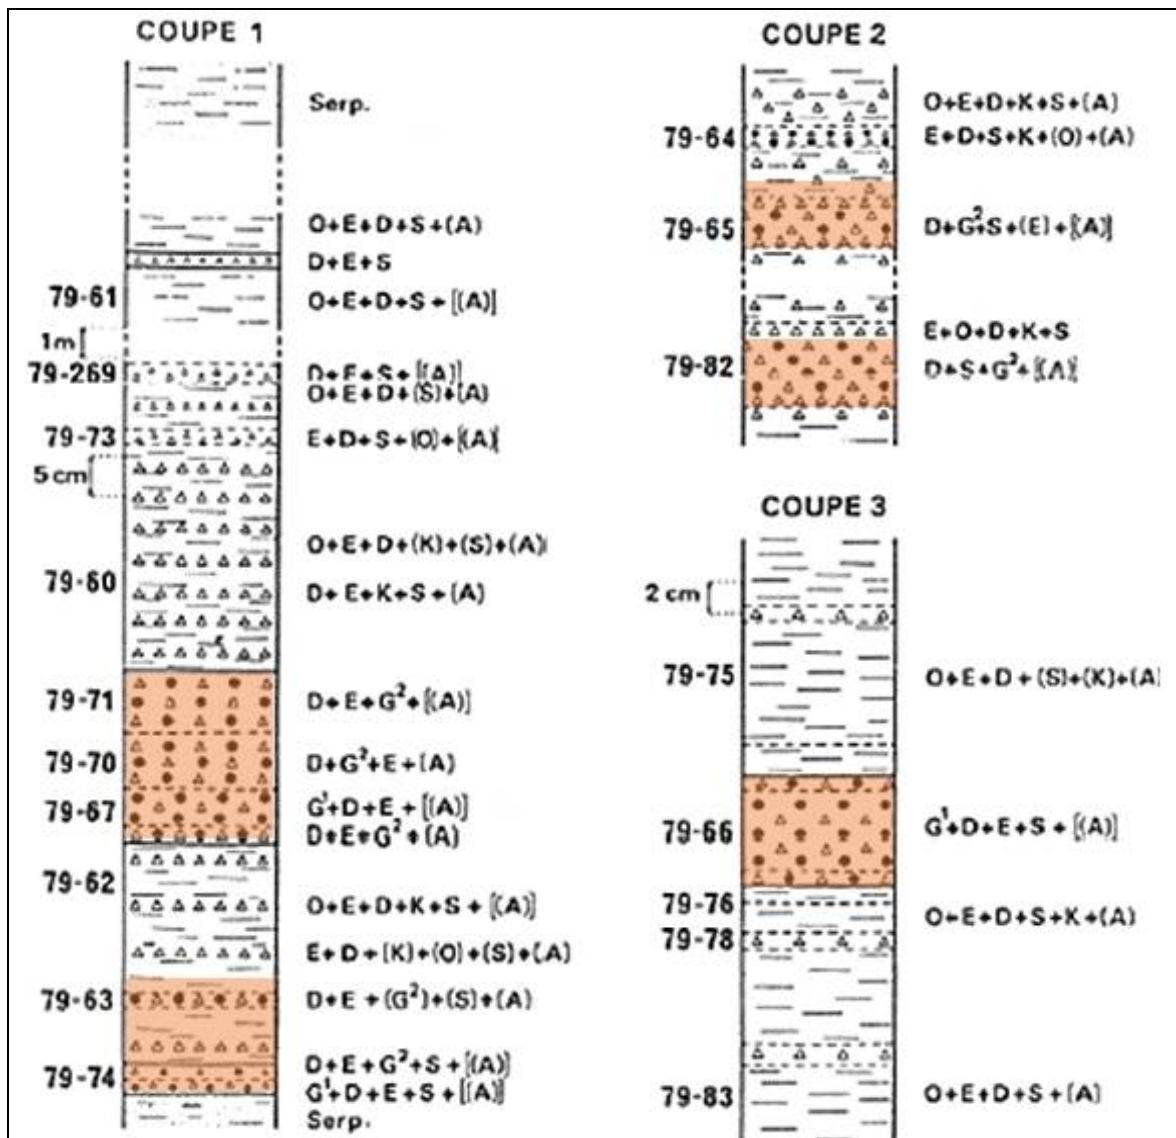 COUPE 1
Serp.
O+E+D+S+(A)
D+E+S
79-61 O+E+D+S+[(A)]
1m
79-269 D+E+S+[(A)]
O+E+D+(S)+(A)
79-73 E+D+S+(O)+[(A)]
5 cm
O+E+D+(K)+(S)+(A)
79-60 D+E+K+S+(A)
79-71 D+E+G²+[(A)]
79-70 D+G²+E+(A)
79-67 G¹+D+E+[(A)]
D+E+G²+(A)
79-62
O+E+D+K+S+[(A)]
E+D+(K)+(O)+(S)+(A)
79-63 D+E+(G²)+(S)+(A)
D+E+G²+S+[(A)]
79-74 G¹+D+E+S+[(A)]
Serp.
COUPE 2
O+E+D+K+S+(A)
79-64 E+D+S+K+(O)+(A)
79-65 D+G²+S+(E)+[(A)]
E+O+D+K+S
79-82 D+S+G²+[(A)]
COUPE 3
2 cm
79-75 O+E+D+(S)+(K)+(A)
79-66 G¹+D+E+S+[(A)]
79-76
O+E+D+S+K+(A)
79-78
79-83 O+E+D+S+(A)